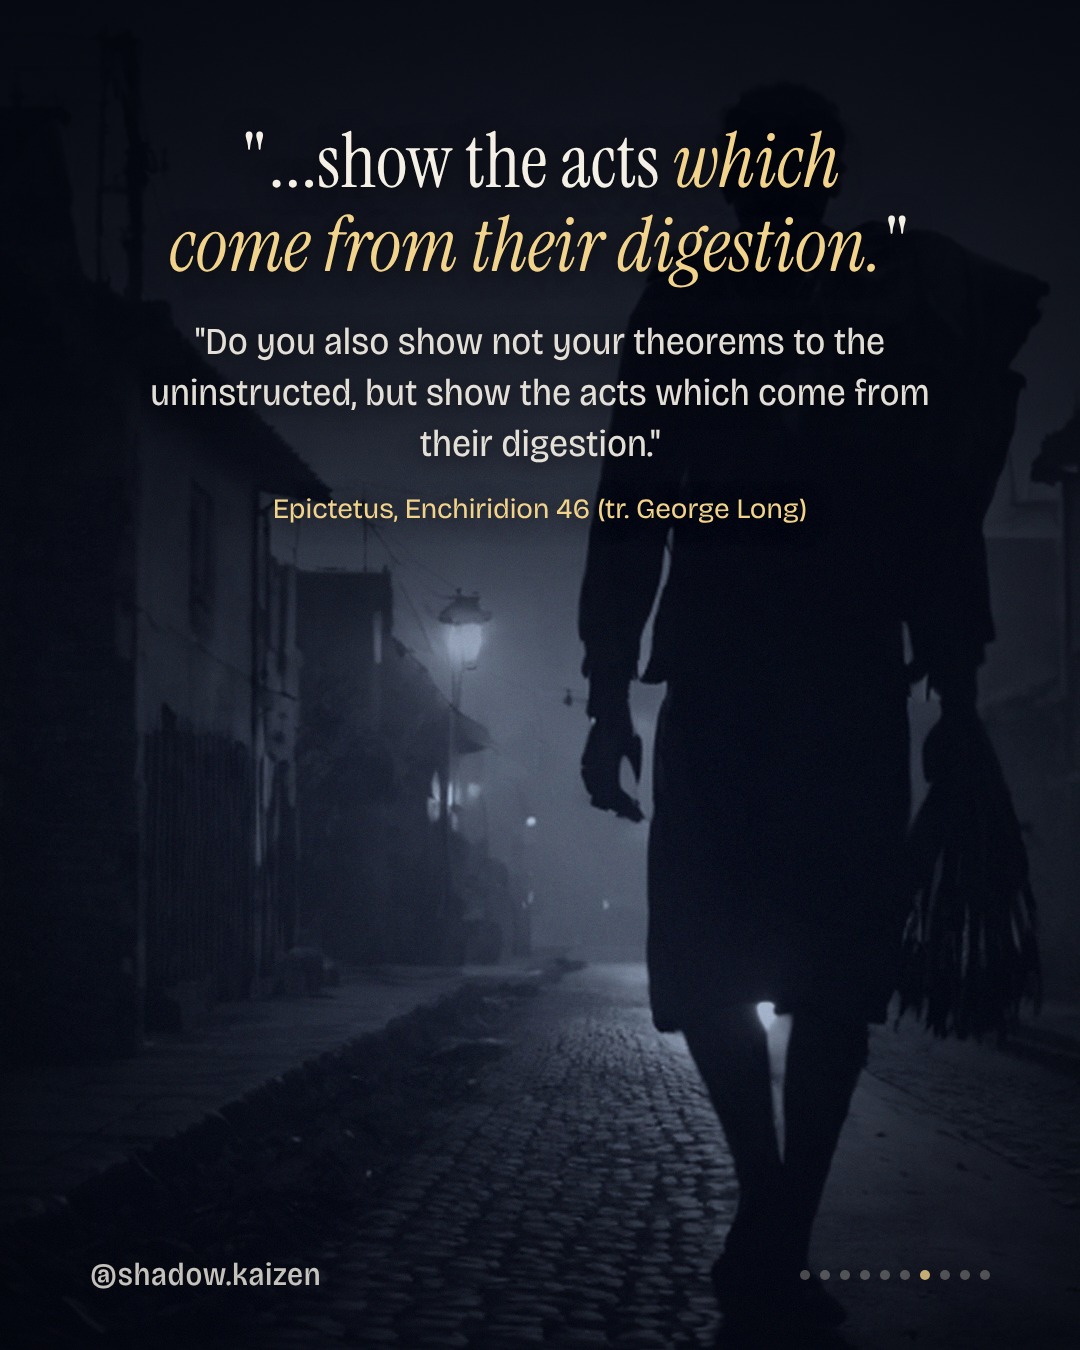 "...show the acts which
come from their digestion."
"Do you also show not your theorems to the
uninstructed, but show the acts which come from
their digestion."
Epictetus, Enchiridion 46 (tr. George Long)
@shadow.kaizen